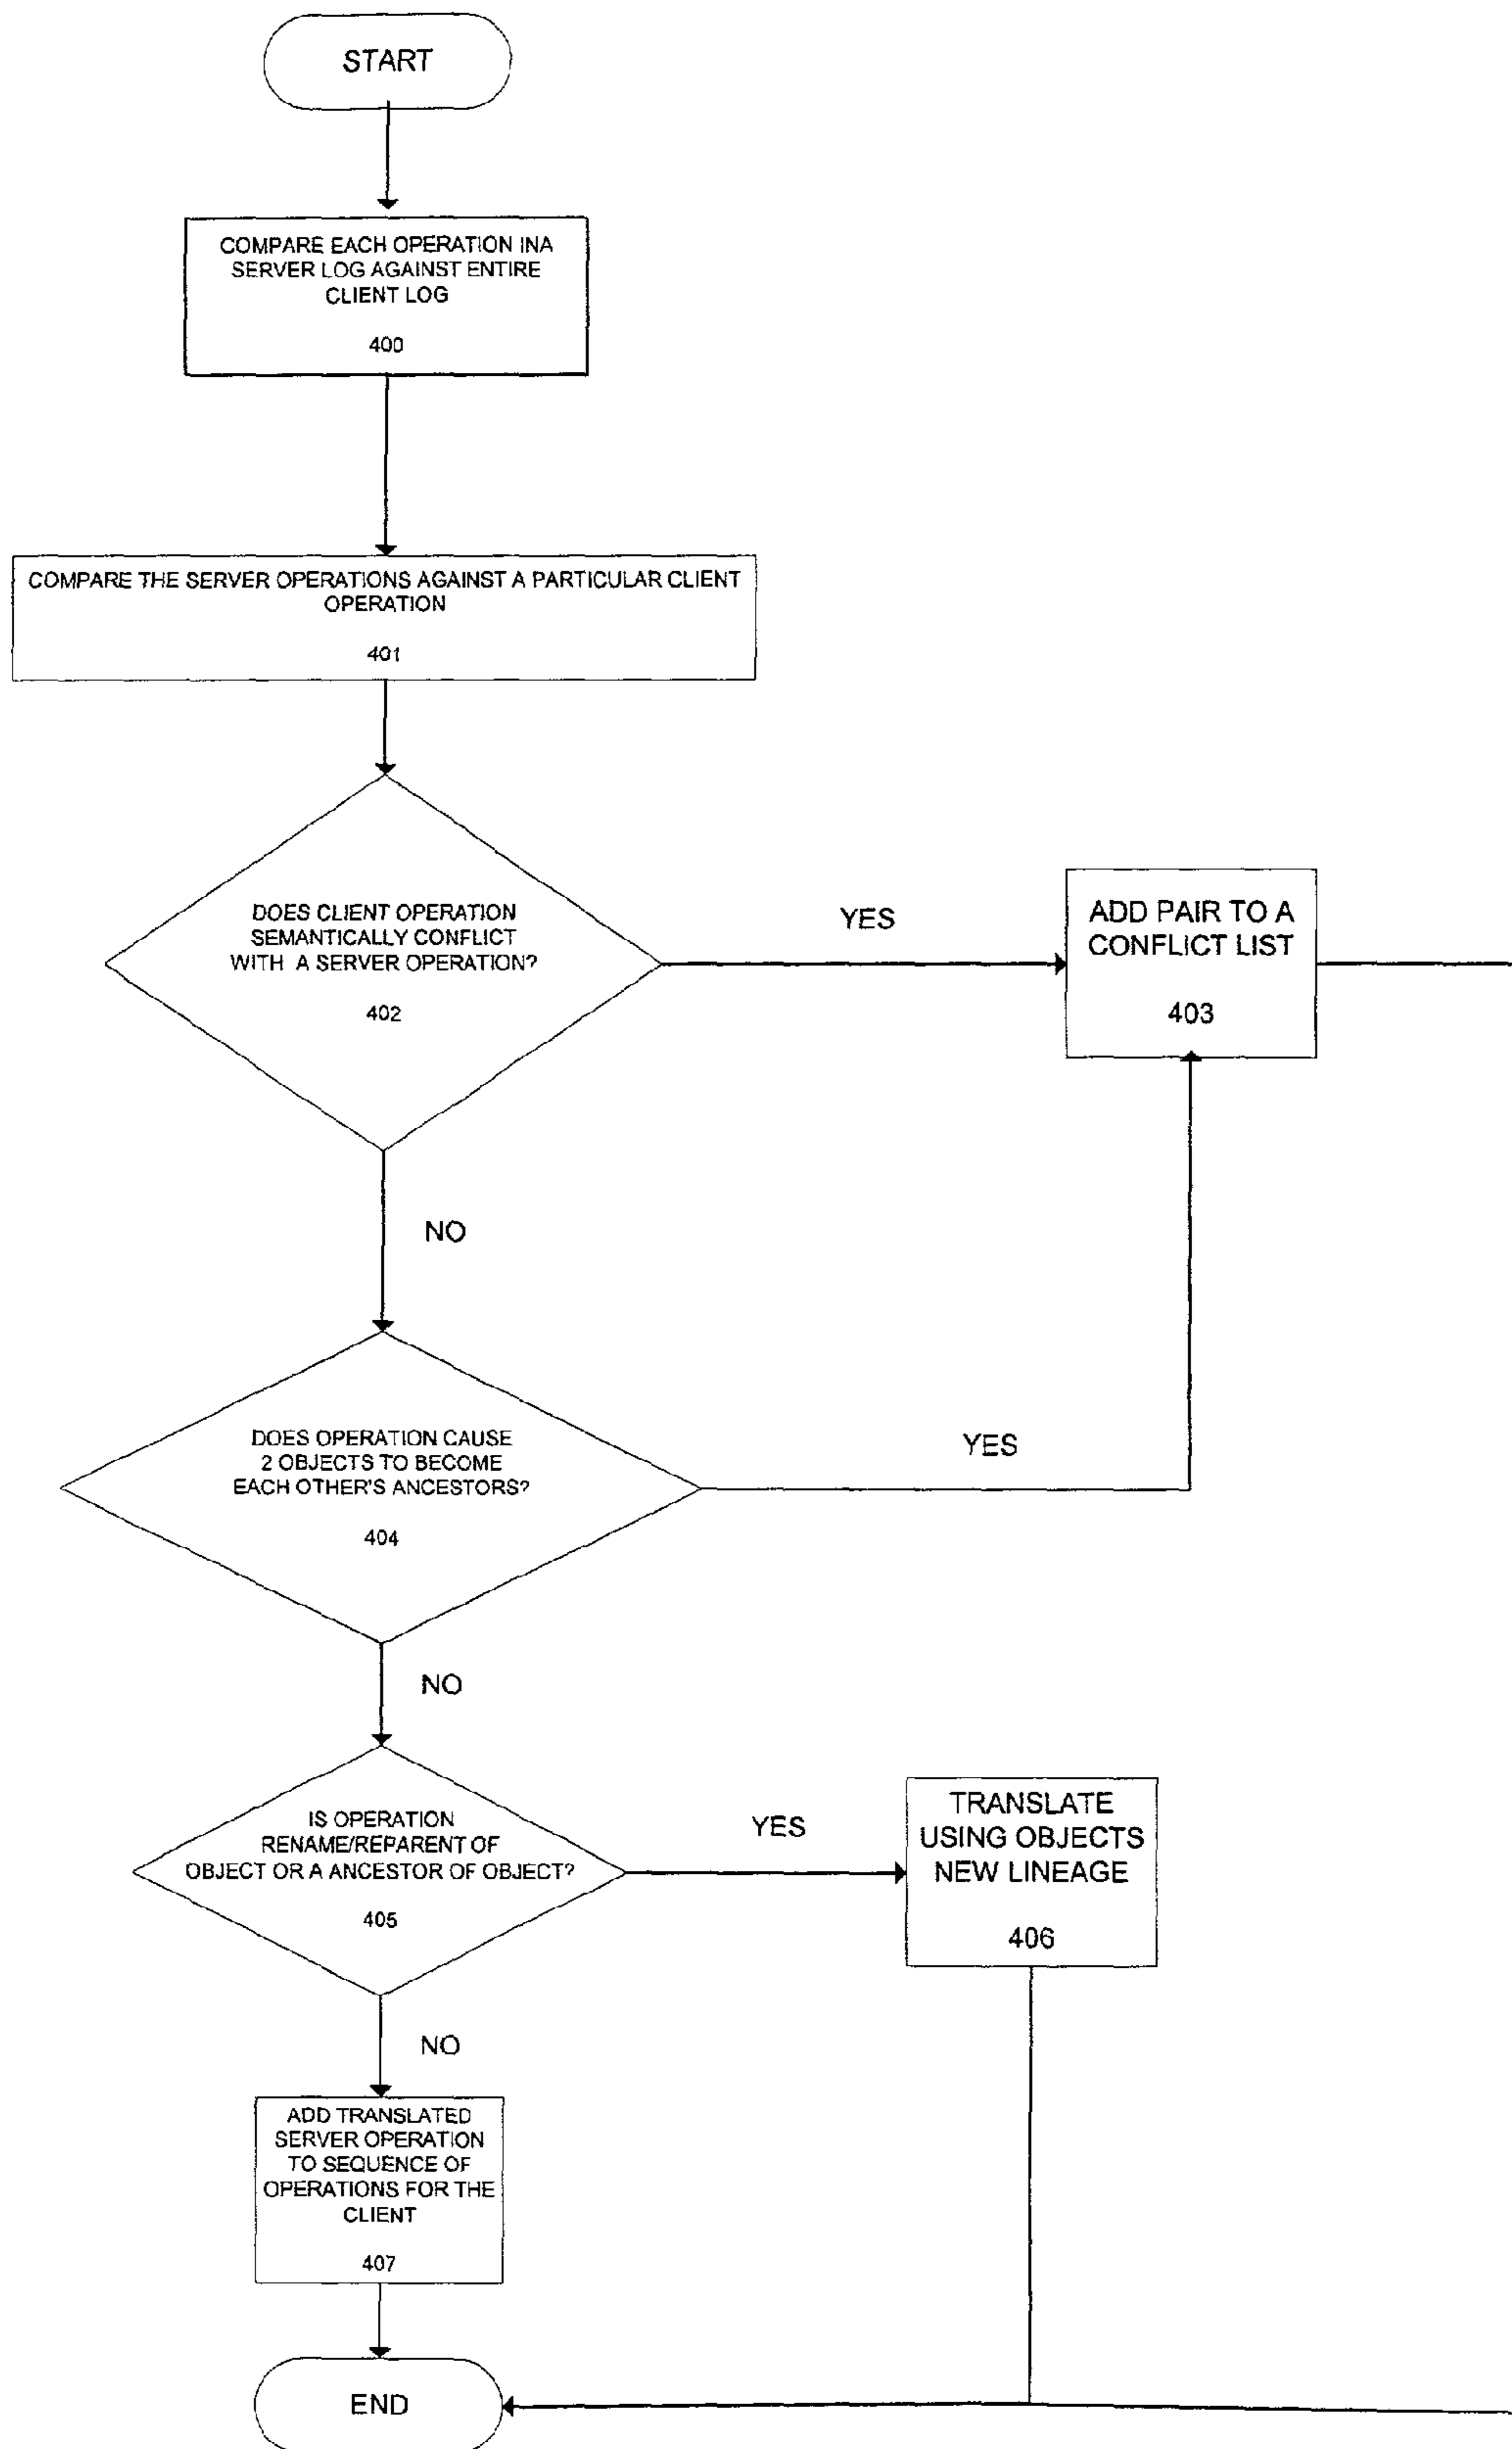 START
COMPARE EACH OPERATION INA
SERVER LOG AGAINST ENTIRE
CLIENT LOG
400
COMPARE THE SERVER OPERATIONS AGAINST A PARTICULAR CLIENT
OPERATION
401
DOES CLIENT OPERATION
SEMANTICALLY CONFLICT
WITH A SERVER OPERATION?
402
YES
ADD PAIR TO A
CONFLICT LIST
403
NO
DOES OPERATION CAUSE
2 OBJECTS TO BECOME
EACH OTHER'S ANCESTORS?
404
YES
NO
IS OPERATION
RENAME/REPARENT OF
OBJECT OR A ANCESTOR OF OBJECT?
405
YES
TRANSLATE
USING OBJECTS
NEW LINEAGE
406
NO
ADD TRANSLATED
SERVER OPERATION
TO SEQUENCE OF
OPERATIONS FOR THE
CLIENT
407
END